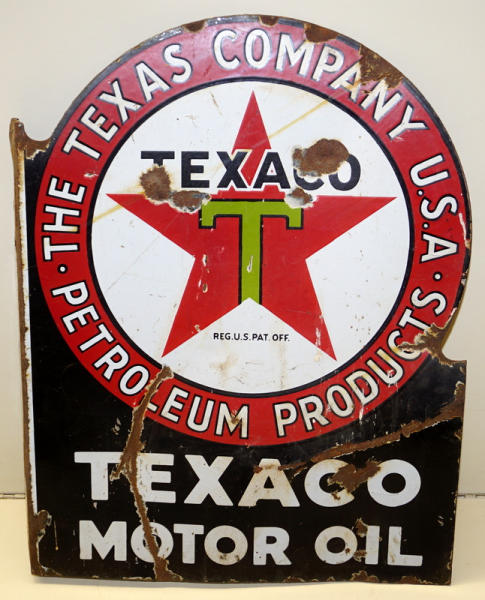 · THE TEXAS COMPANY U.S.A ·
PETROLEUM PRODUCTS
TEXACO
T
REG.U.S.PAT.OFF.
TEXACO
MOTOR OIL